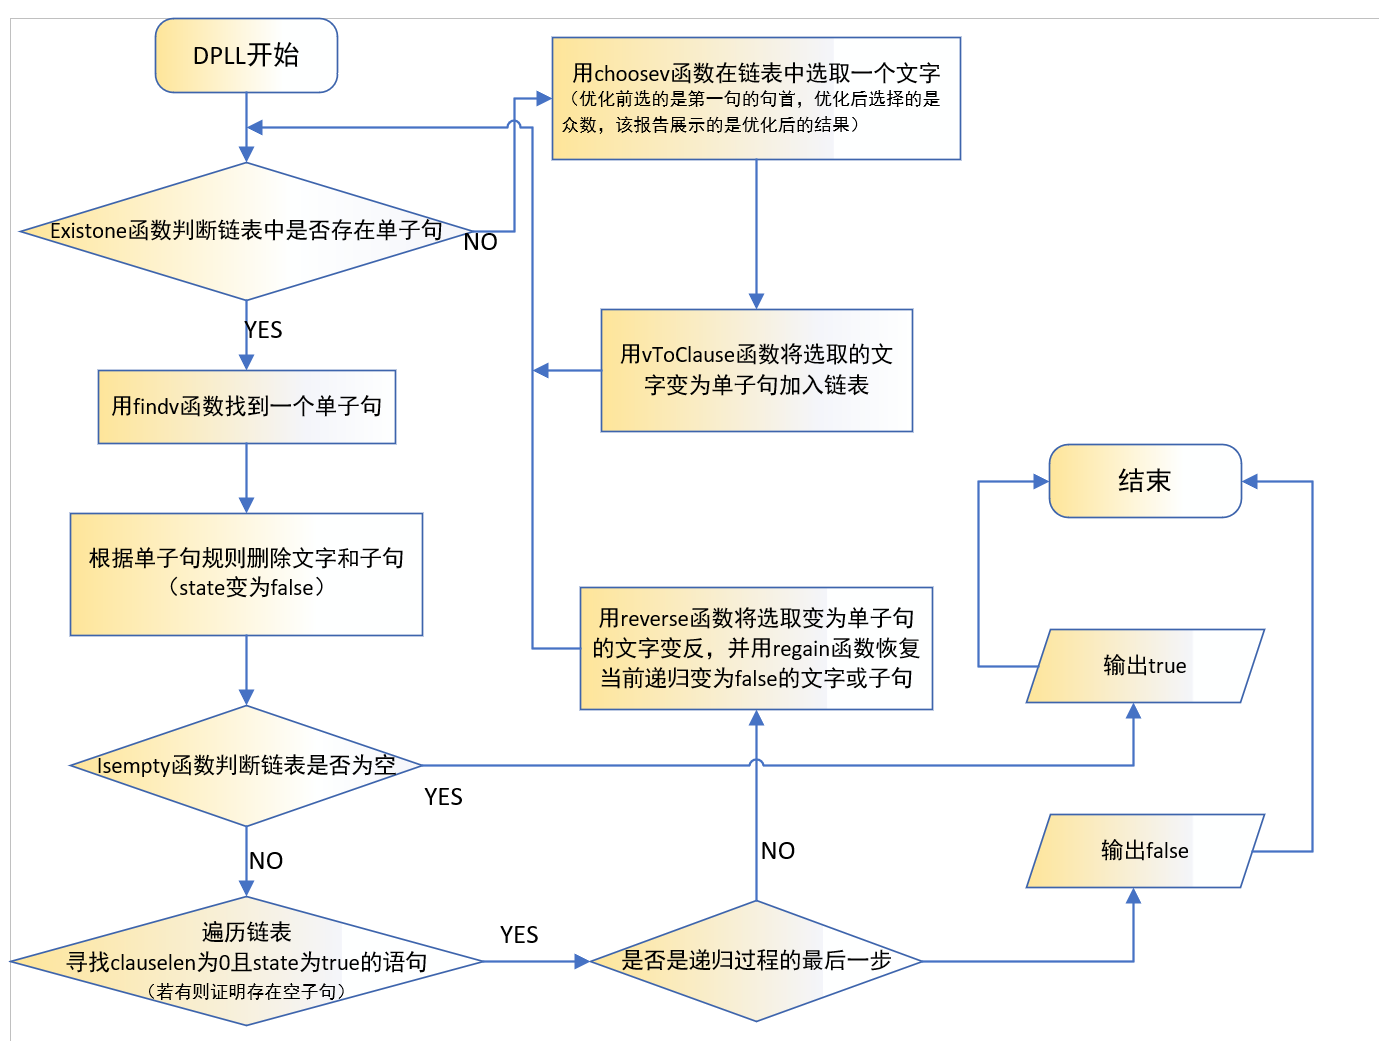 DPLL开始
用choosev函数在链表中选取一个文字
（优化前选的是第一句的句首，优化后选择的是
众数，该报告展示的是优化后的结果）
Existone函数判断链表中是否存在单子句
NO
YES
用findv函数找到一个单子句
用vToClause函数将选取的文
字变为单子句加入链表
根据单子句规则删除文字和子句
（state变为false）
结束
用reverse函数将选取变为单子句
的文字变反，并用regain函数恢复
当前递归变为false的文字或子句
输出true
Isempty函数判断链表是否为空
YES
NO
NO
输出false
遍历链表
寻找clauselen为0且state为true的语句
（若有则证明存在空子句）
YES
是否是递归过程的最后一步